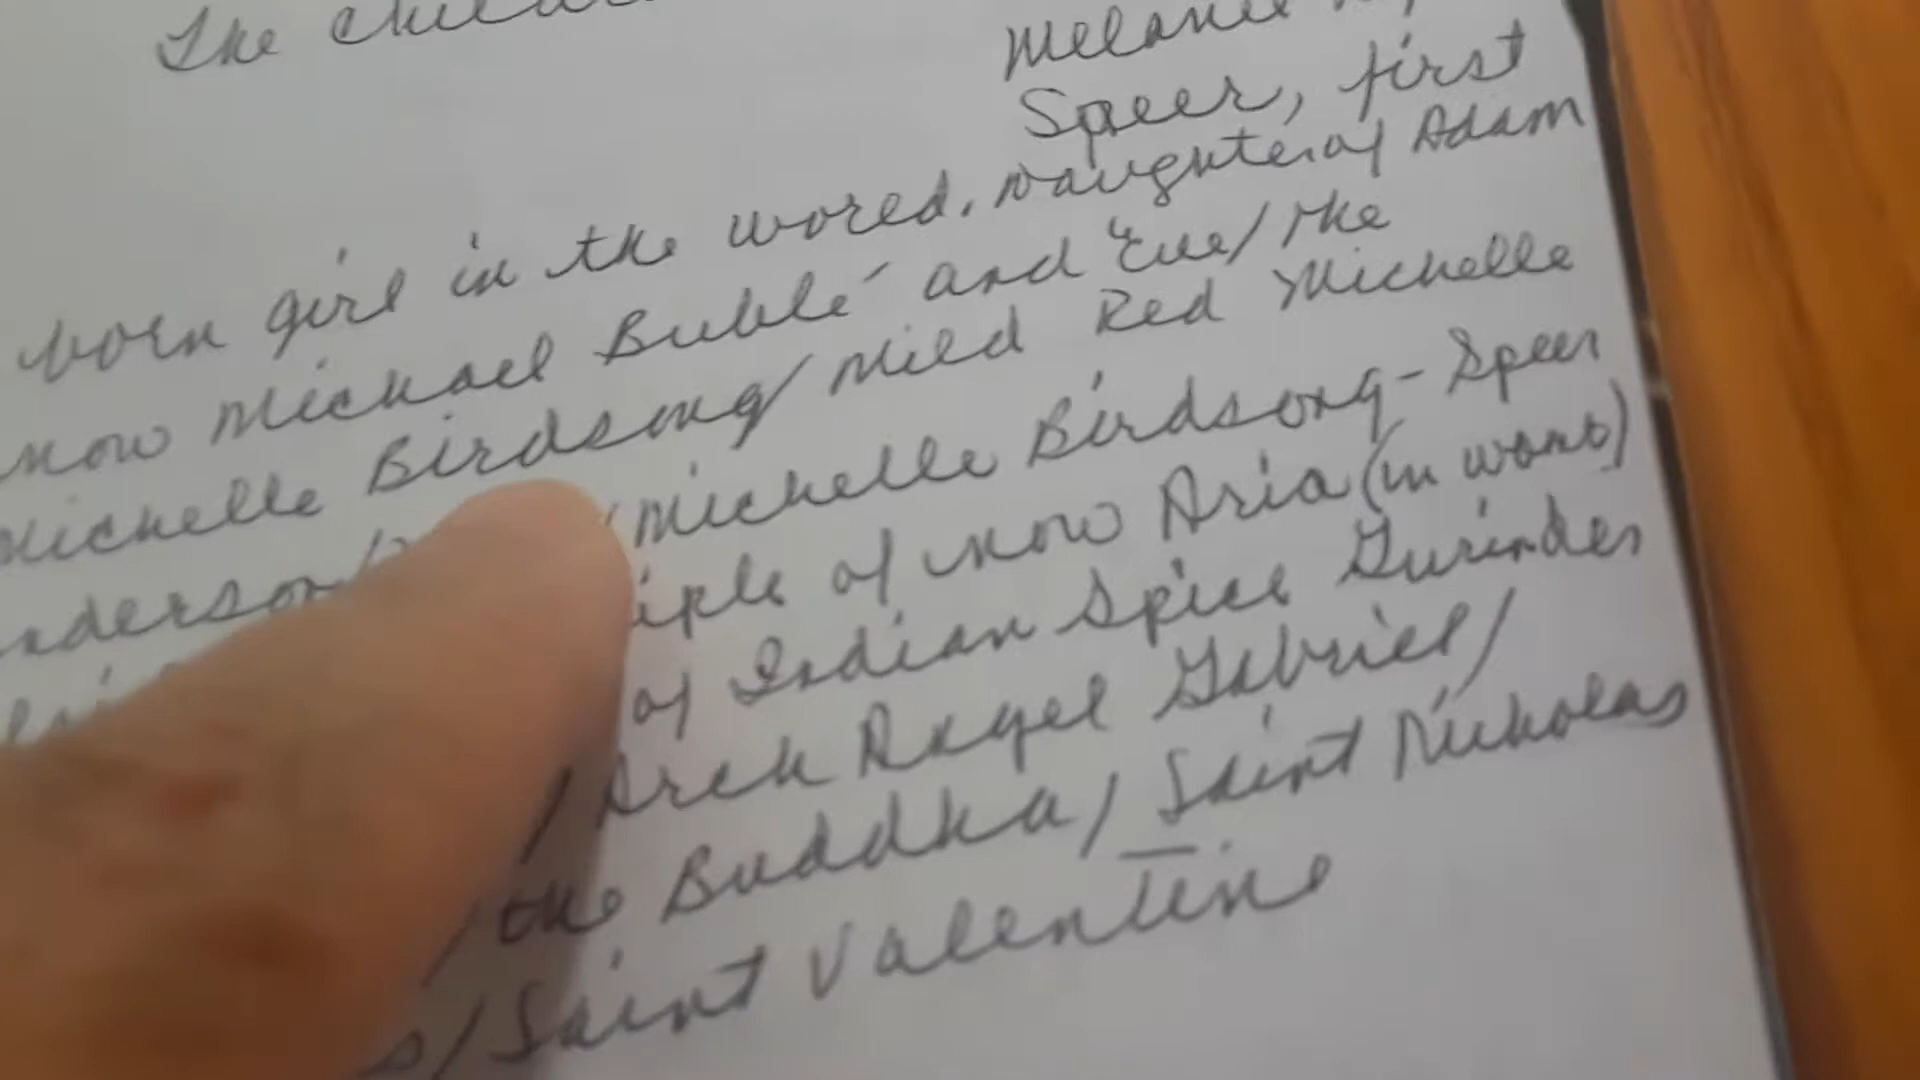 The
Melanie
Speer, first
born girl in the wored. Daughter of Adam
now Michael Bublé and Eve/the
Michelle Birdsong/Mild Red Michelle
Michelle Birdsong-Speer
of now Aria (in womb)
of Indian Spice Gurinder
/Arch Angel Gabriel/
/the Buddha/Saint Nicholas
/Saint Valentine